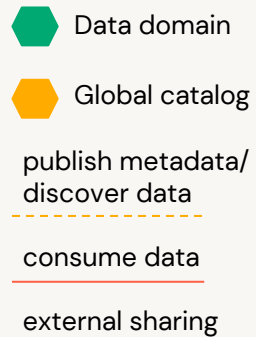 Data domain
Global catalog
publish metadata/
discover data
consume data
external sharing